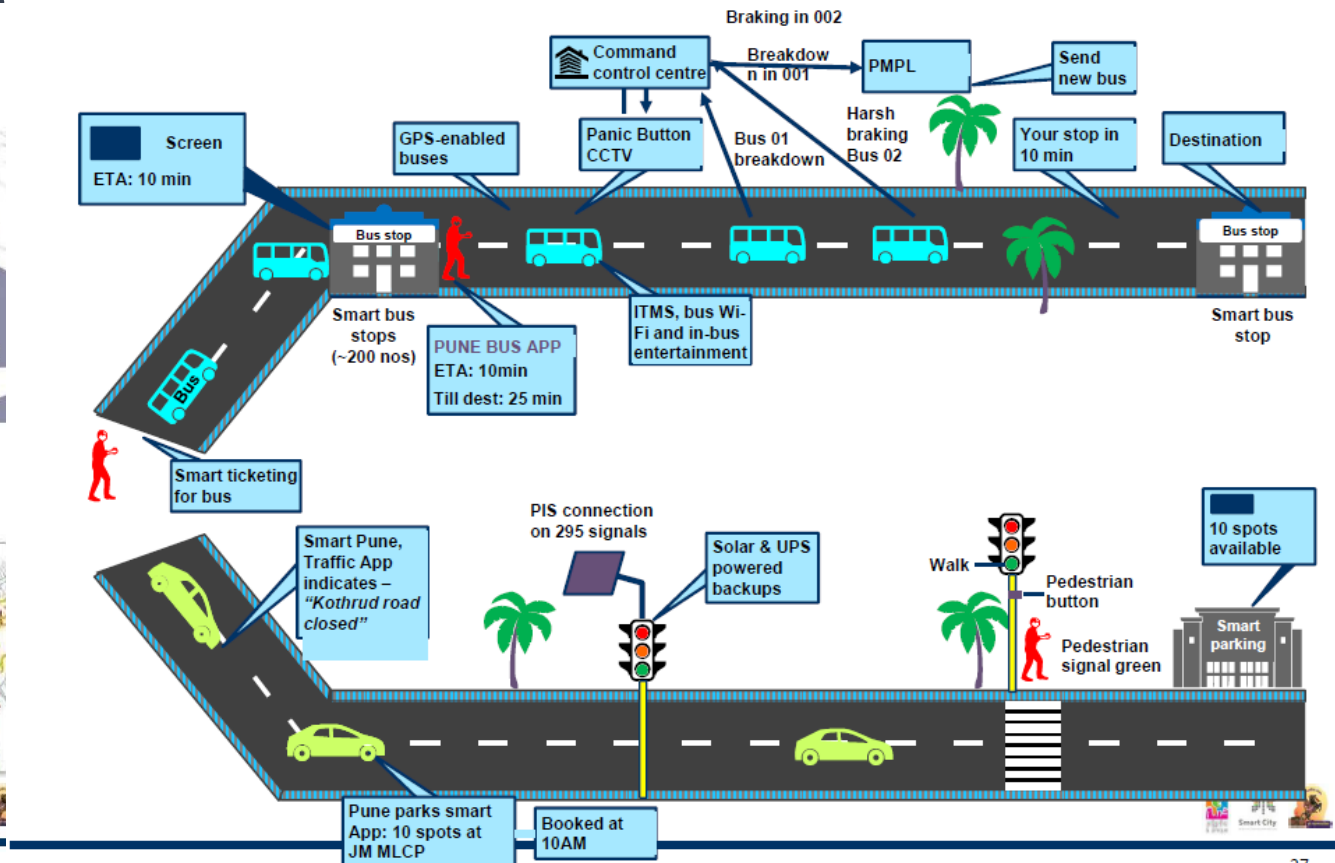 Braking in 002
Command
control centre
Breakdow
n in 001
PMPL
Send
new bus
Screen
ETA: 10 min
GPS-enabled
buses
Panic Button
CCTV
Bus 01
breakdown
Harsh
braking
Bus 02
Your stop in
10 min
Destination
Bus stop
Bus stop
Smart bus
stops
(~200 nos)
PUNE BUS APP
ETA: 10min
Till dest: 25 min
ITMS, bus Wi-
Fi and in-bus
entertainment
Smart bus
stop
Bus
Smart ticketing
for bus
Smart Pune,
Traffic App
indicates –
“Kothrud road
closed”
PIS connection
on 295 signals
Solar & UPS
powered
backups
Walk
Pedestrian
button
Pedestrian
signal green
10 spots
available
Smart
parking
Pune parks smart
App: 10 spots at
JM MLCP
Booked at
10AM
Smart City
37